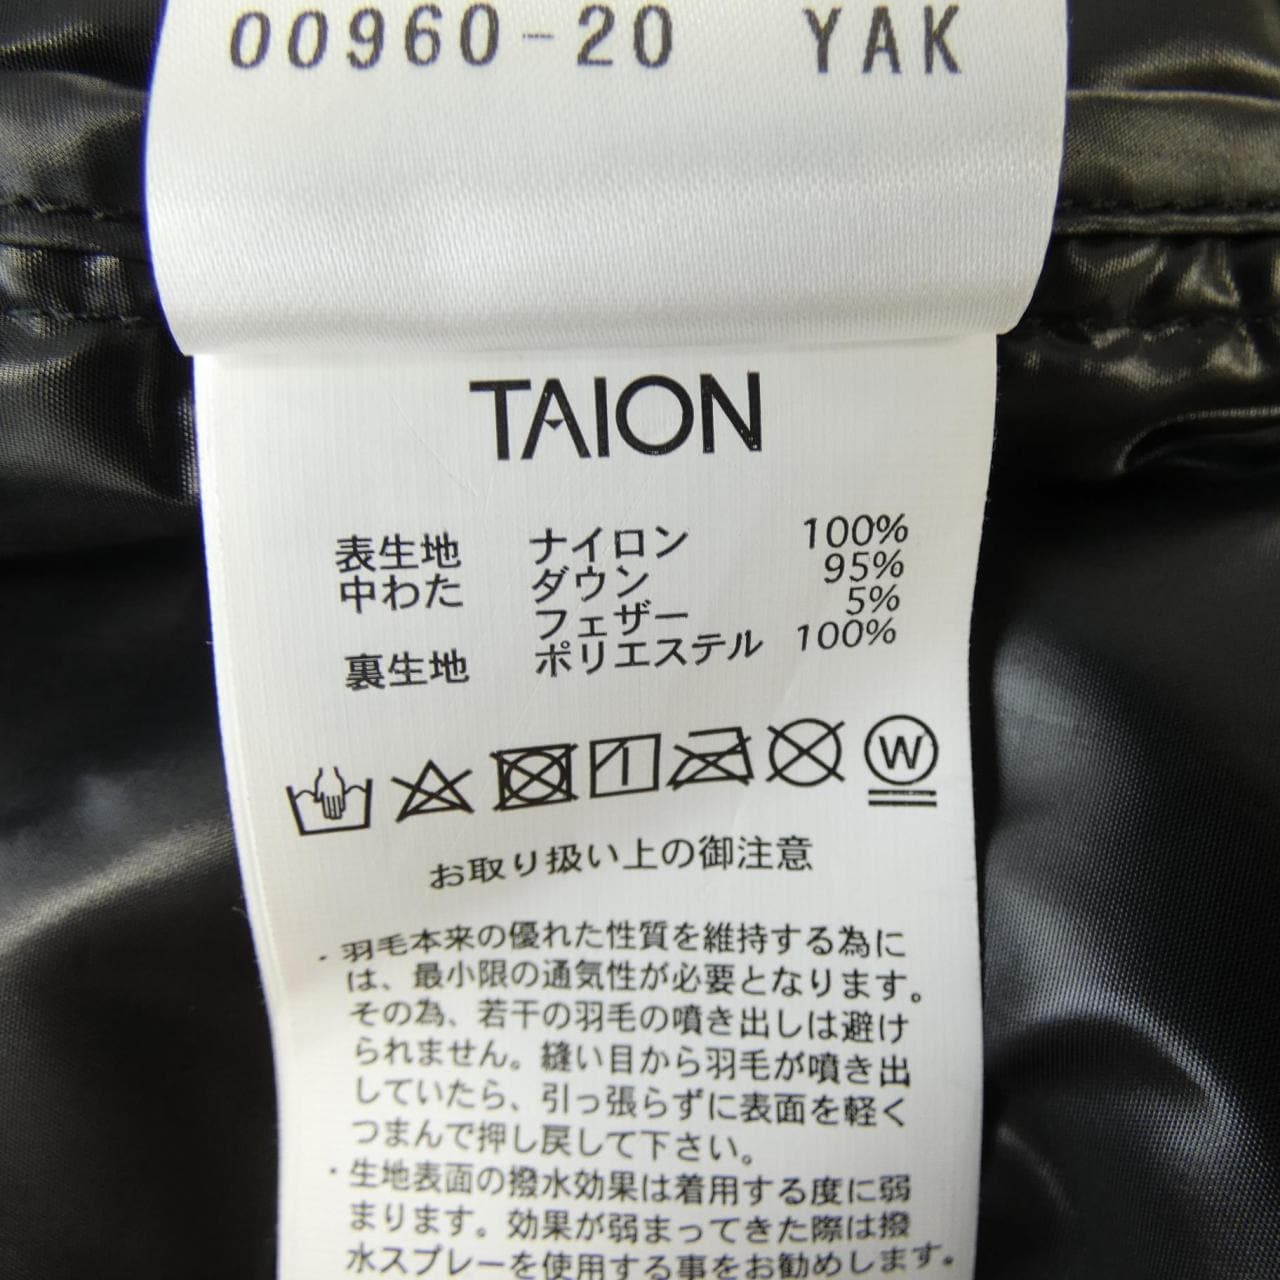 00960-20 YAK
TAION
表生地 ナイロン 100%
中わた ダウン 95%
フェザー 5%
裏生地 ポリエステル 100%
W
お取り扱い上の御注意
・羽毛本来の優れた性質を維持する為に
は、最小限の通気性が必要となります。
その為、若干の羽毛の噴き出しは避け
られません。縫い目から羽毛が噴き出
していたら、引っ張らずに表面を軽く
つまんで押し戻して下さい。
・生地表面の撥水効果は着用する度に弱
まります。効果が弱まってきた際は撥
水スプレーを使用する事をお勧めします。